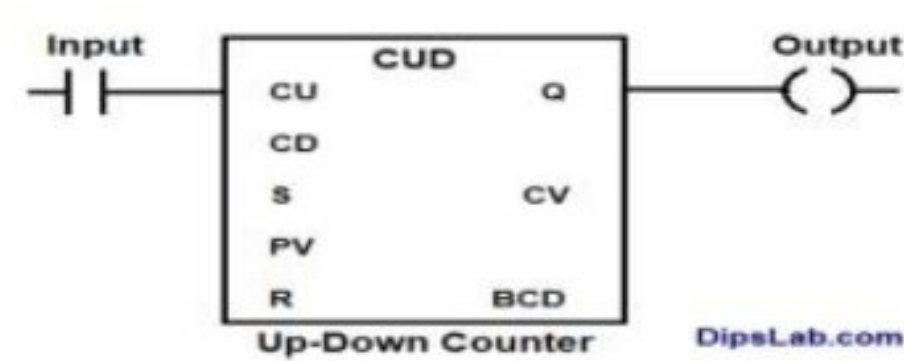 Input Output
CUD
CU Q
CD
S CV
PV
R BCD
Up-Down Counter
DipsLab.com